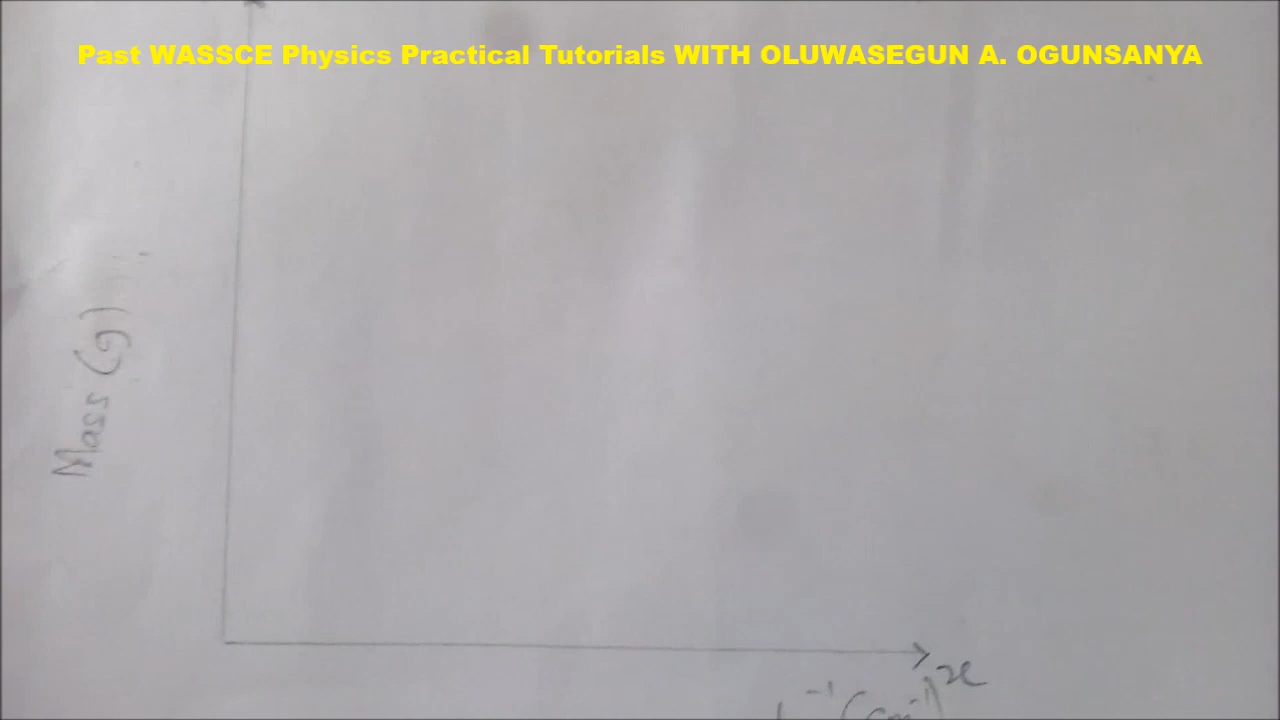 Past WASSCE Physics Practical Tutorials WITH OLUWASEGUN A. OGUNSANYA
Mass (g)
x